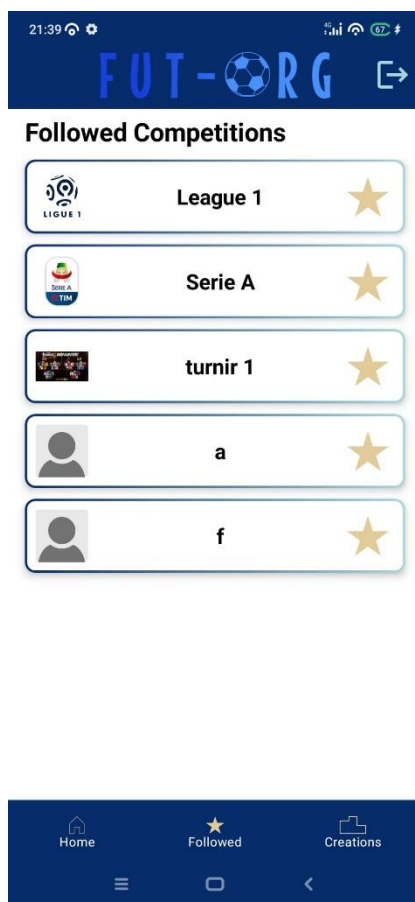 21:39
4G
67
FUT-ORG
Followed Competitions
LIGUE 1
League 1
SERIE A
TIM
Serie A
turnir 1
a
f
Home
Followed
Creations